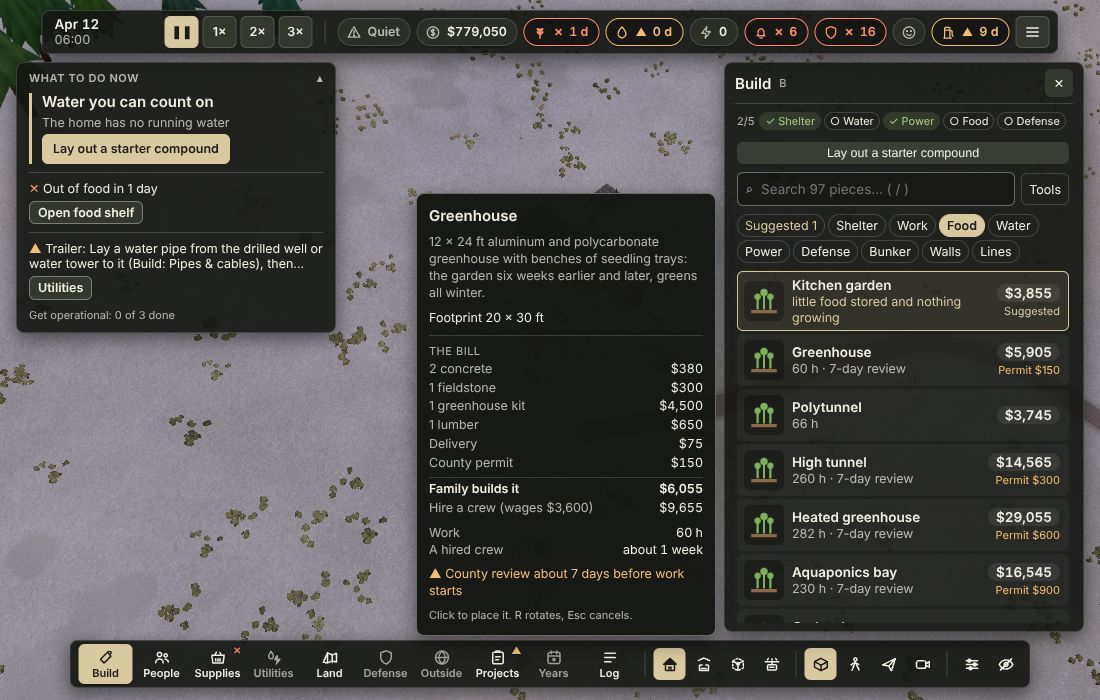 Apr 12
06:00
1×
2×
3×
Quiet
$779,050
× 1 d
0 d
0
× 6
× 16
9 d
WHAT TO DO NOW
Water you can count on
The home has no running water
Lay out a starter compound
× Out of food in 1 day
Open food shelf
Trailer: Lay a water pipe from the drilled well or
water tower to it (Build: Pipes & cables), then...
Utilities
Get operational: 0 of 3 done
Greenhouse
12 × 24 ft aluminum and polycarbonate
greenhouse with benches of seedling trays:
the garden six weeks earlier and later, greens
all winter.
Footprint 20 × 30 ft
THE BILL
2 concrete $380
1 fieldstone $300
1 greenhouse kit $4,500
1 lumber $650
Delivery $75
County permit $150
Family builds it $6,055
Hire a crew (wages $3,600) $9,655
Work 60 h
A hired crew about 1 week
County review about 7 days before work
starts
Click to place it. R rotates, Esc cancels.
Build B
×
2/5 ✓ Shelter Water ✓ Power Food Defense
Lay out a starter compound
Search 97 pieces... ( / )
Tools
Suggested 1 Shelter Work Food Water
Power Defense Bunker Walls Lines
Kitchen garden
little food stored and nothing
growing
$3,855
Suggested
Greenhouse
60 h · 7-day review
$5,905
Permit $150
Polytunnel
66 h
$3,745
High tunnel
260 h · 7-day review
$14,565
Permit $300
Heated greenhouse
282 h · 7-day review
$29,055
Permit $600
Aquaponics bay
230 h · 7-day review
$16,545
Permit $900
Build
People
Supplies
Utilities
Land
Defense
Outside
Projects
Years
Log